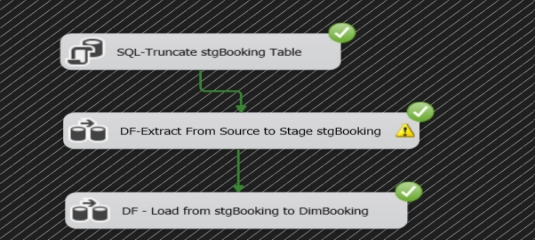 SQL-Truncate stgBooking Table
DF-Extract From Source to Stage stgBooking
DF - Load from stgBooking to DimBooking